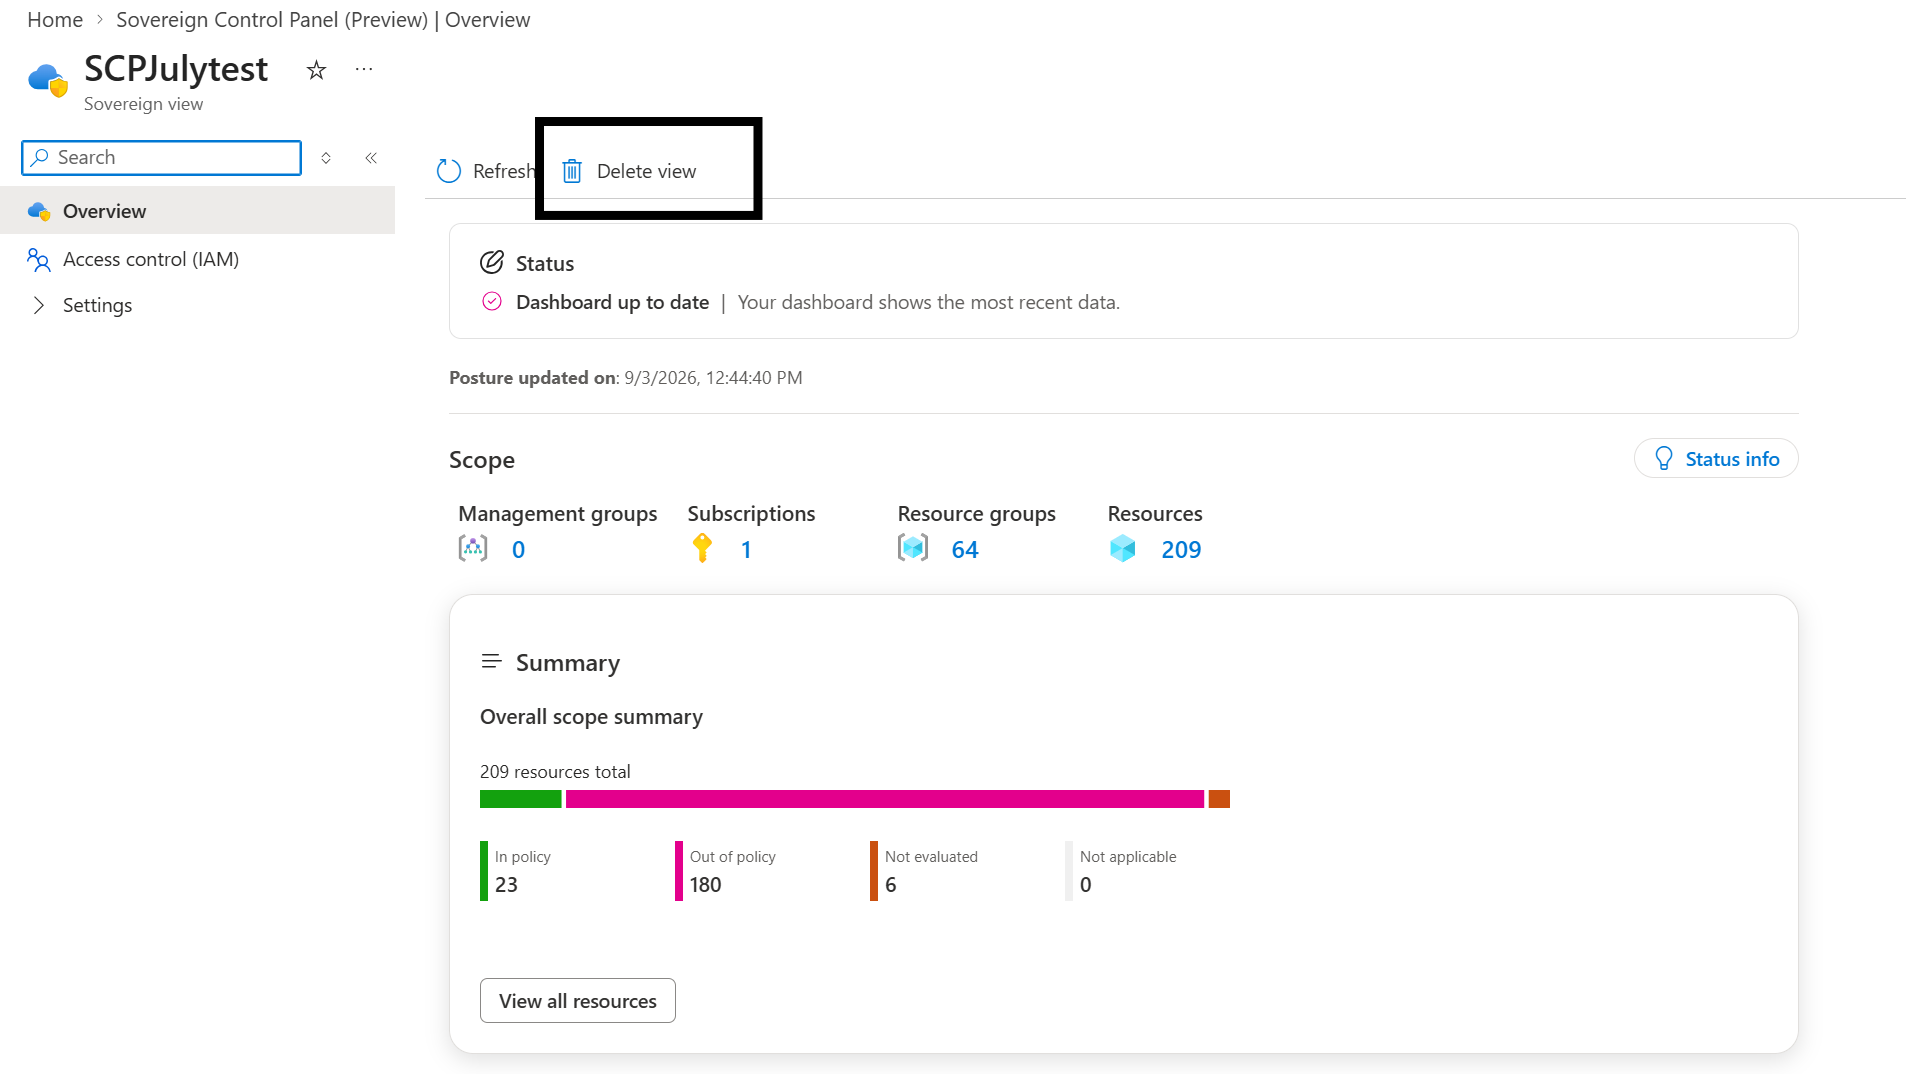 Home > Sovereign Control Panel (Preview) | Overview
SCPJulytest
Sovereign view
Search
Refresh
Delete view
Overview
Access control (IAM)
Settings
Status
Dashboard up to date | Your dashboard shows the most recent data.
Posture updated on: 9/3/2026, 12:44:40 PM
Scope
Status info
Management groups Subscriptions Resource groups Resources
0 1 64 209
Summary
Overall scope summary
209 resources total
In policy Out of policy Not evaluated Not applicable
23 180 6 0
View all resources